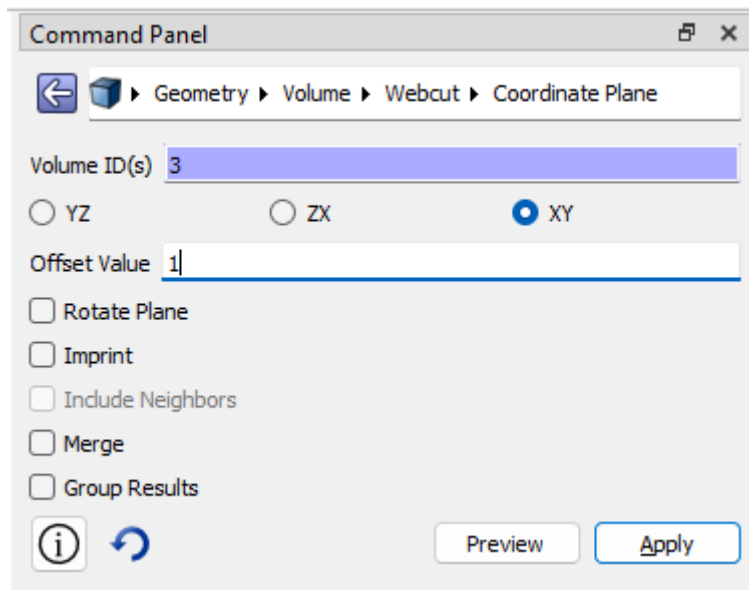 Command Panel
Geometry Volume Webcut Coordinate Plane
Volume ID(s) 3
YZ ZX XY
Offset Value 1
Rotate Plane
Imprint
Include Neighbors
Merge
Group Results
Preview Apply